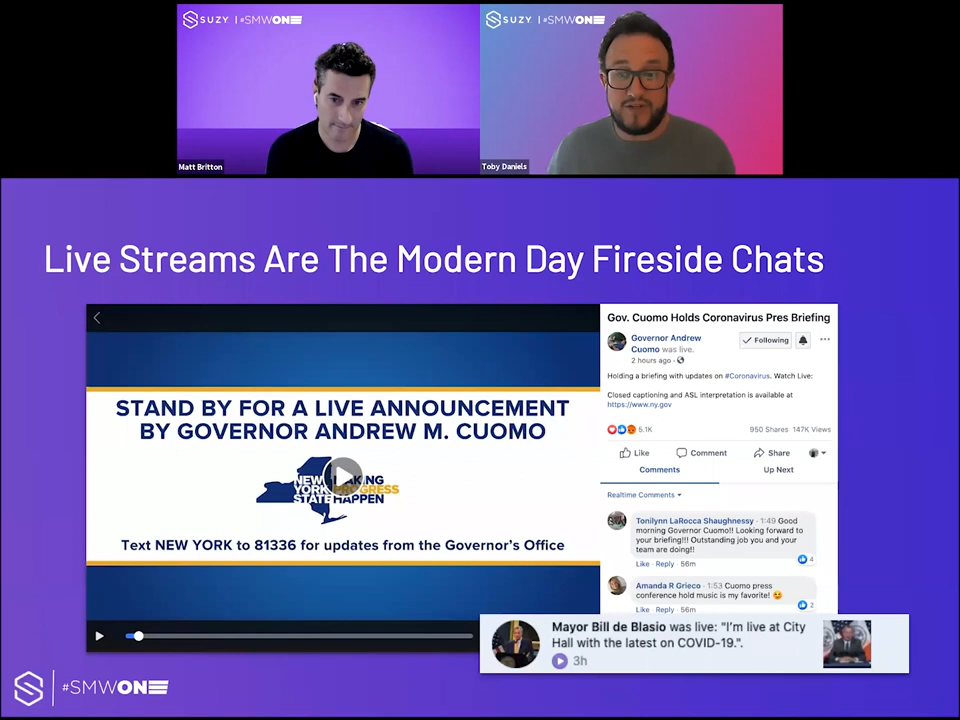 SUZY | #SMWONE
SUZY | #SMWONE
Matt Britton
Toby Daniels
Live Streams Are The Modern Day Fireside Chats
STAND BY FOR A LIVE ANNOUNCEMENT
BY GOVERNOR ANDREW M. CUOMO
NEW
YORK
STATE
MAKING
PROGRESS
HAPPEN
Text NEW YORK to 81336 for updates from the Governor's Office
Gov. Cuomo Holds Coronavirus Pres Briefing
Governor Andrew
Cuomo was live.
2 hours ago ·
Following
Holding a briefing with updates on #Coronavirus. Watch Live:
Closed captioning and ASL interpretation is available at
https://www.ny.gov
5.1K
950 Shares 147K Views
Like Comment Share
Comments Up Next
Realtime Comments
Tonilynn LaRocca Shaughnessy · 1:49 Good
morning Governor Cuomo!! Looking forward to
your briefing!!! Outstanding job you and your
team are doing!!
4
Like · Reply · 56m
Amanda R Grieco · 1:53 Cuomo press
conference hold music is my favorite! 😊
2
Like · Reply · 56m
Mayor Bill de Blasio was live: "I'm live at City
Hall with the latest on COVID-19.".
3h
#SMWONE